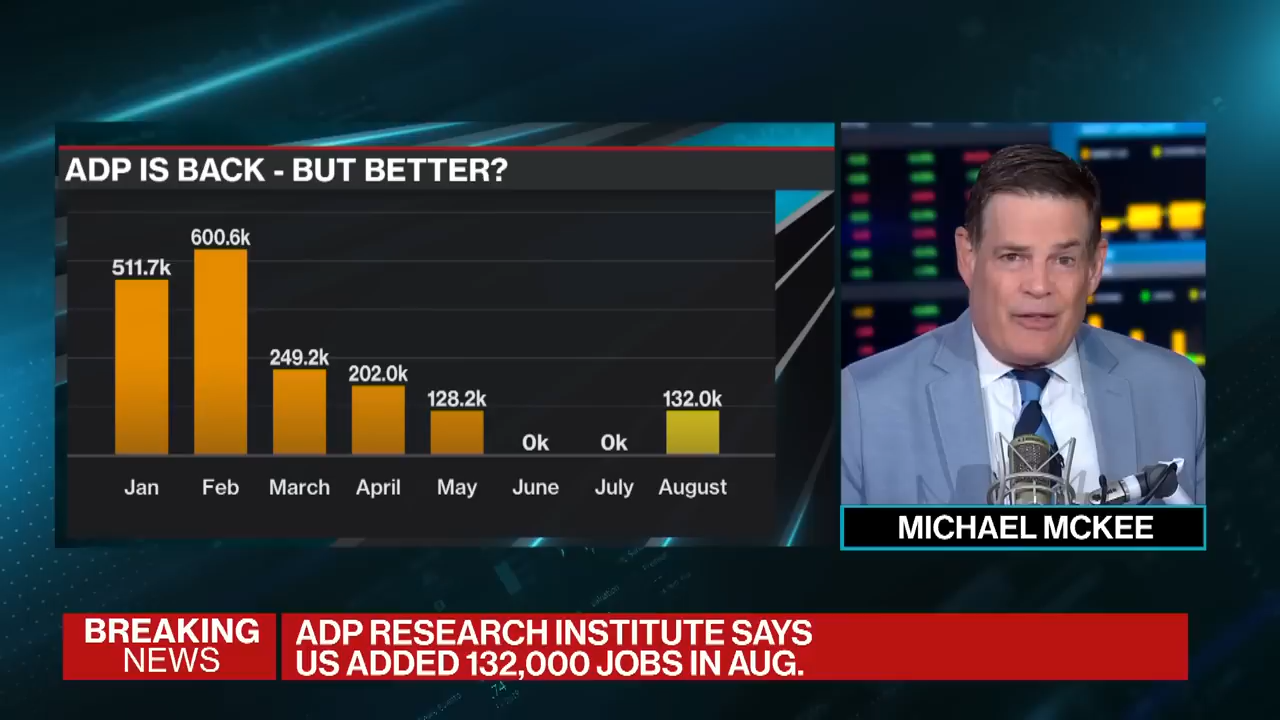 ADP IS BACK - BUT BETTER?
600.6k
511.7k
249.2k
202.0k
128.2k
132.0k
0k
0k
Jan
Feb
March
April
May
June
July
August
MICHAEL MCKEE
BREAKING
NEWS
ADP RESEARCH INSTITUTE SAYS
US ADDED 132,000 JOBS IN AUG.